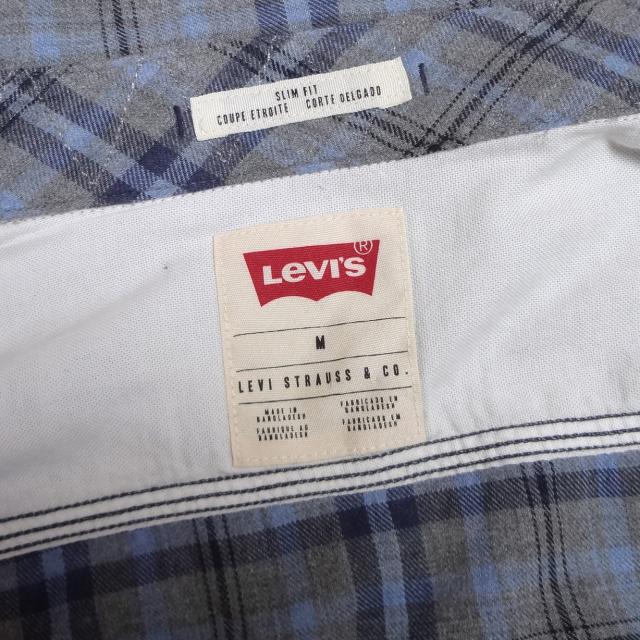 SLIM FIT
COUPE ETROITE CORTE DELGADO
LEVI'S ®
M
LEVI STRAUSS & CO.
MADE IN
BANGLADESH
FABRIQUE AU
BANGLADESH
FABRICADO EN
BANGLADESH
FABRICADO EM
BANGLADESH